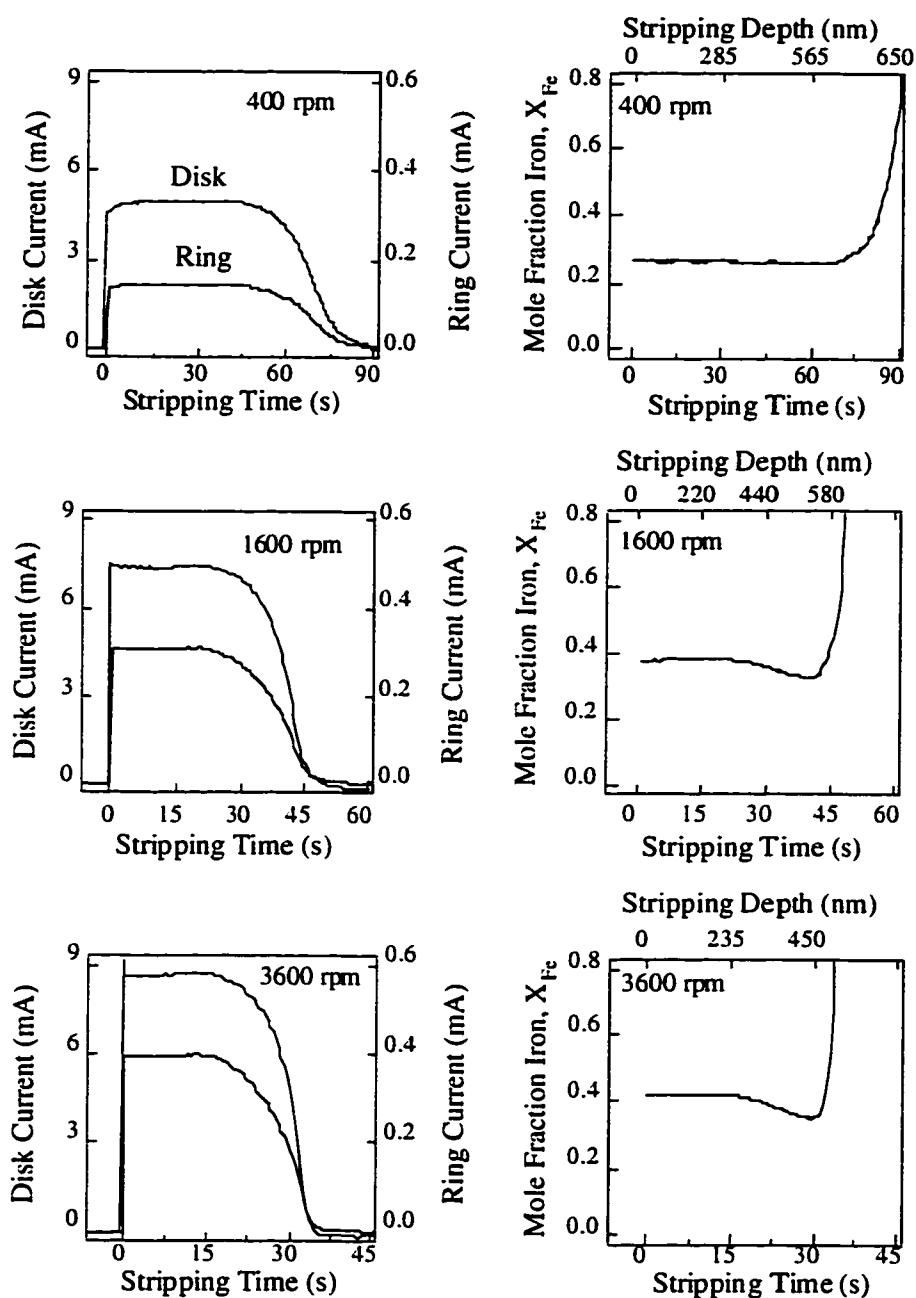 400 rpm
Disk
Ring
9
6
3
0
0.6
0.4
0.2
0.0
Disk Current (mA)
Ring Current (mA)
0 30 60 90
Stripping Time (s)
Stripping Depth (nm)
0 285 565 650
400 rpm
0.8
0.6
0.4
0.2
0.0
Mole Fraction Iron, X_Fe
0 30 60 90
Stripping Time (s)
1600 rpm
9
6
3
0
0.6
0.4
0.2
0.0
Disk Current (mA)
Ring Current (mA)
0 15 30 45 60
Stripping Time (s)
Stripping Depth (nm)
0 220 440 580
1600 rpm
0.8
0.6
0.4
0.2
0.0
Mole Fraction Iron, X_Fe
0 15 30 45 60
Stripping Time (s)
3600 rpm
9
6
3
0
0.6
0.4
0.2
0.0
Disk Current (mA)
Ring Current (mA)
0 15 30 45
Stripping Time (s)
Stripping Depth (nm)
0 235 450
3600 rpm
0.8
0.6
0.4
0.2
0.0
Mole Fraction Iron, X_Fe
0 15 30 45
Stripping Time (s)